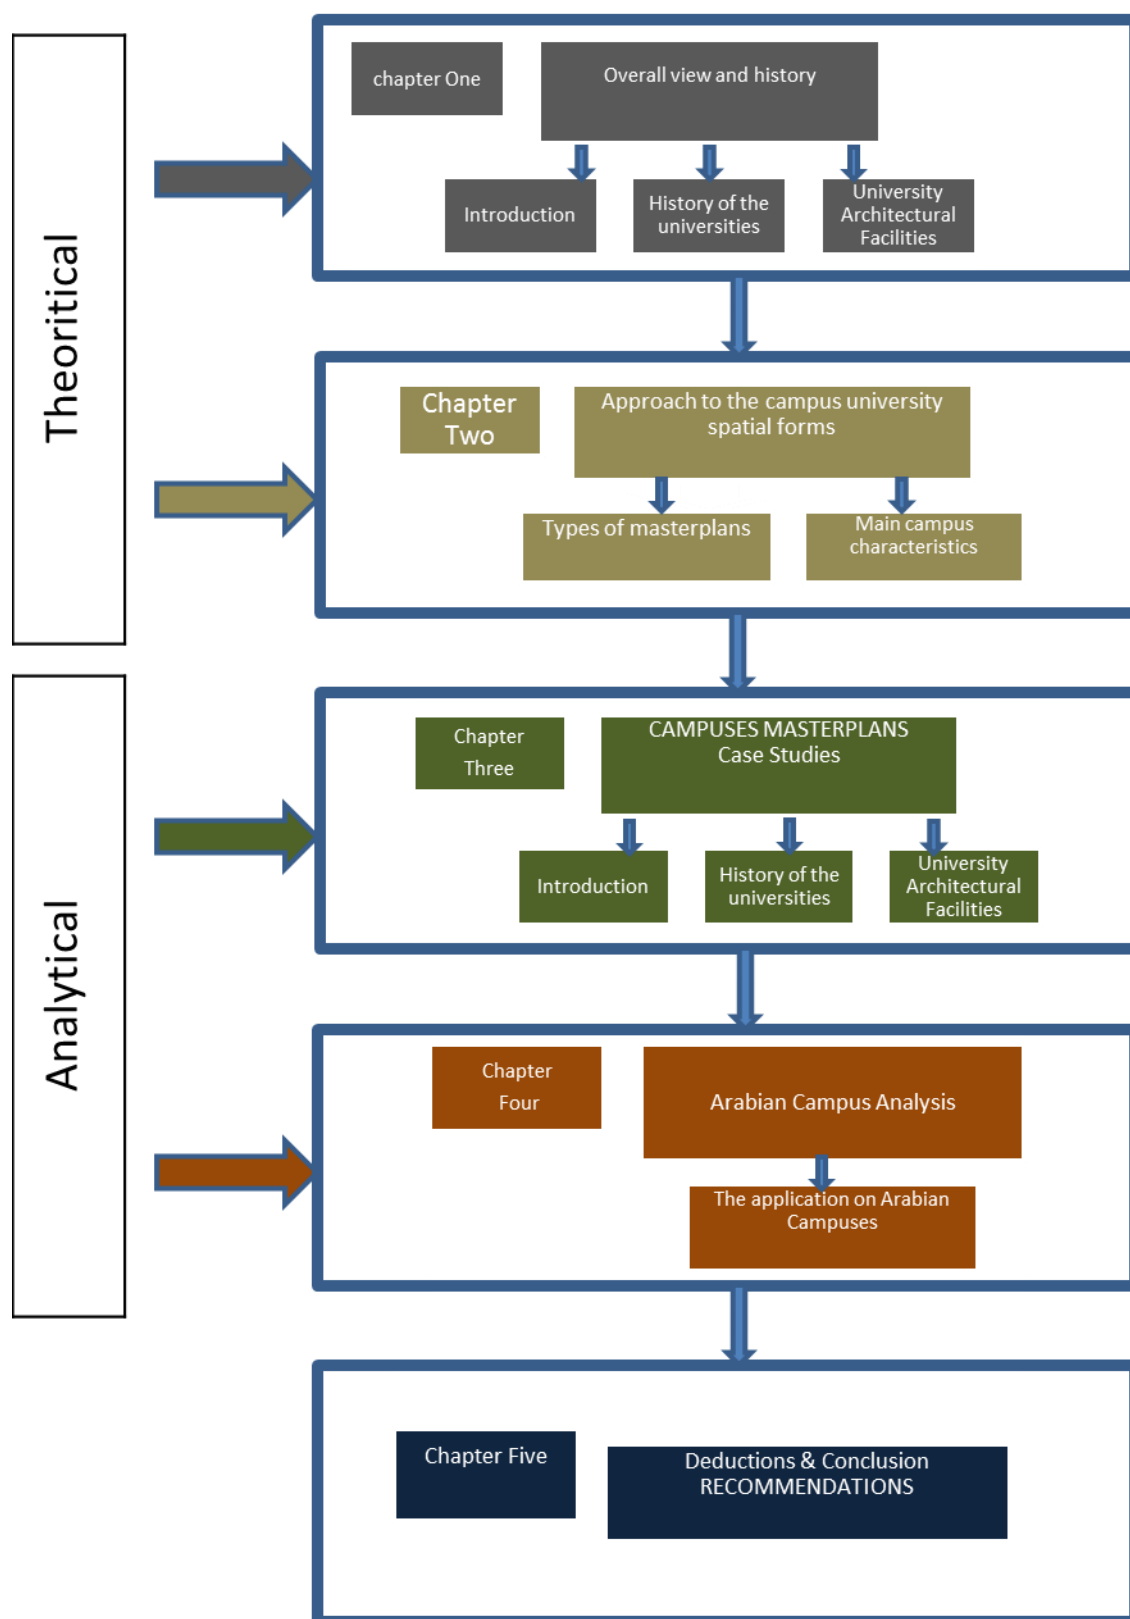 Theoritical
chapter One
Overall view and history
Introduction
History of the
universities
University
Architectural
Facilities
Chapter
Two
Approach to the campus university
spatial forms
Types of masterplans
Main campus
characteristics
Analytical
Chapter
Three
CAMPUSES MASTERPLANS
Case Studies
Introduction
History of the
universities
University
Architectural
Facilities
Chapter
Four
Arabian Campus Analysis
The application on Arabian
Campuses
Chapter Five
Deductions & Conclusion
RECOMMENDATIONS